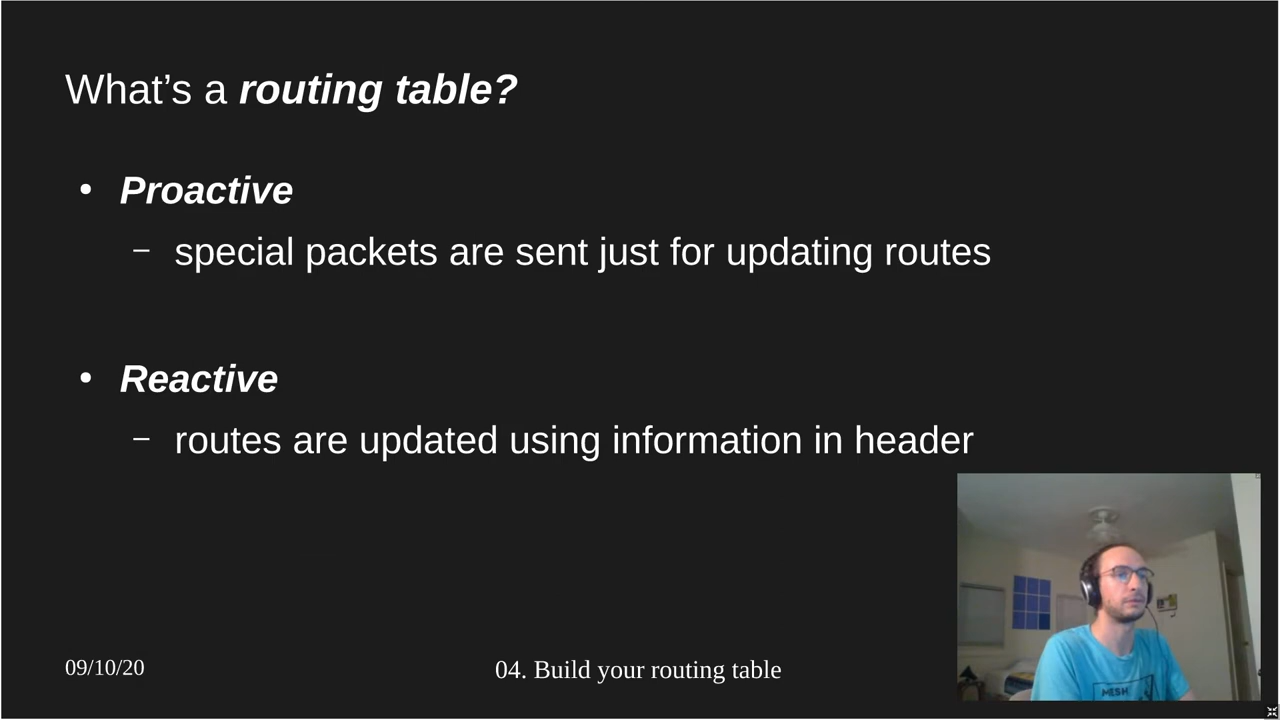 What’s a routing table?
• Proactive
– special packets are sent just for updating routes
• Reactive
– routes are updated using information in header
MESH
09/10/20
04. Build your routing table